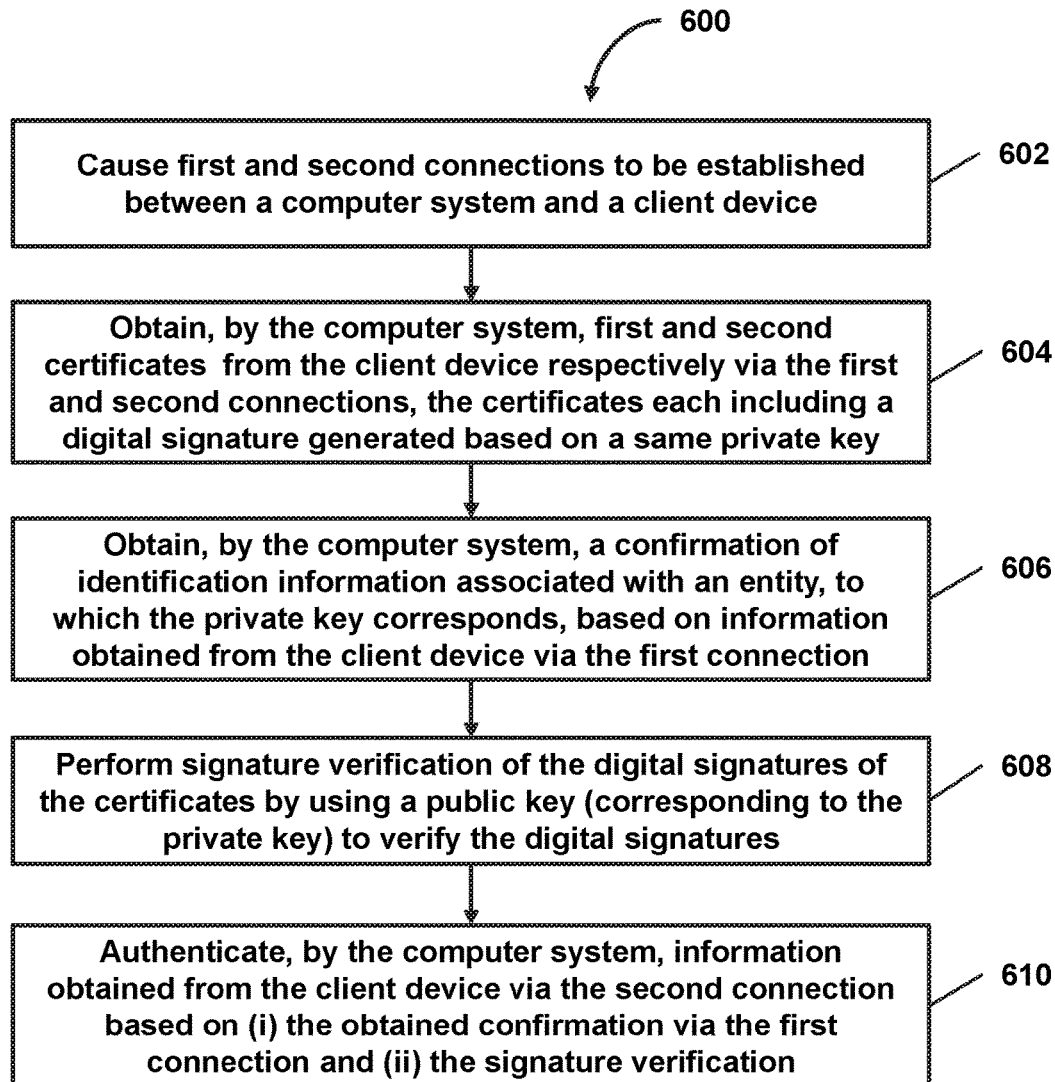 600
Cause first and second connections to be established
between a computer system and a client device
602
Obtain, by the computer system, first and second
certificates from the client device respectively via the first
and second connections, the certificates each including a
digital signature generated based on a same private key
604
Obtain, by the computer system, a confirmation of
identification information associated with an entity, to
which the private key corresponds, based on information
obtained from the client device via the first connection
606
Perform signature verification of the digital signatures of
the certificates by using a public key (corresponding to the
private key) to verify the digital signatures
608
Authenticate, by the computer system, information
obtained from the client device via the second connection
based on (i) the obtained confirmation via the first
connection and (ii) the signature verification
610